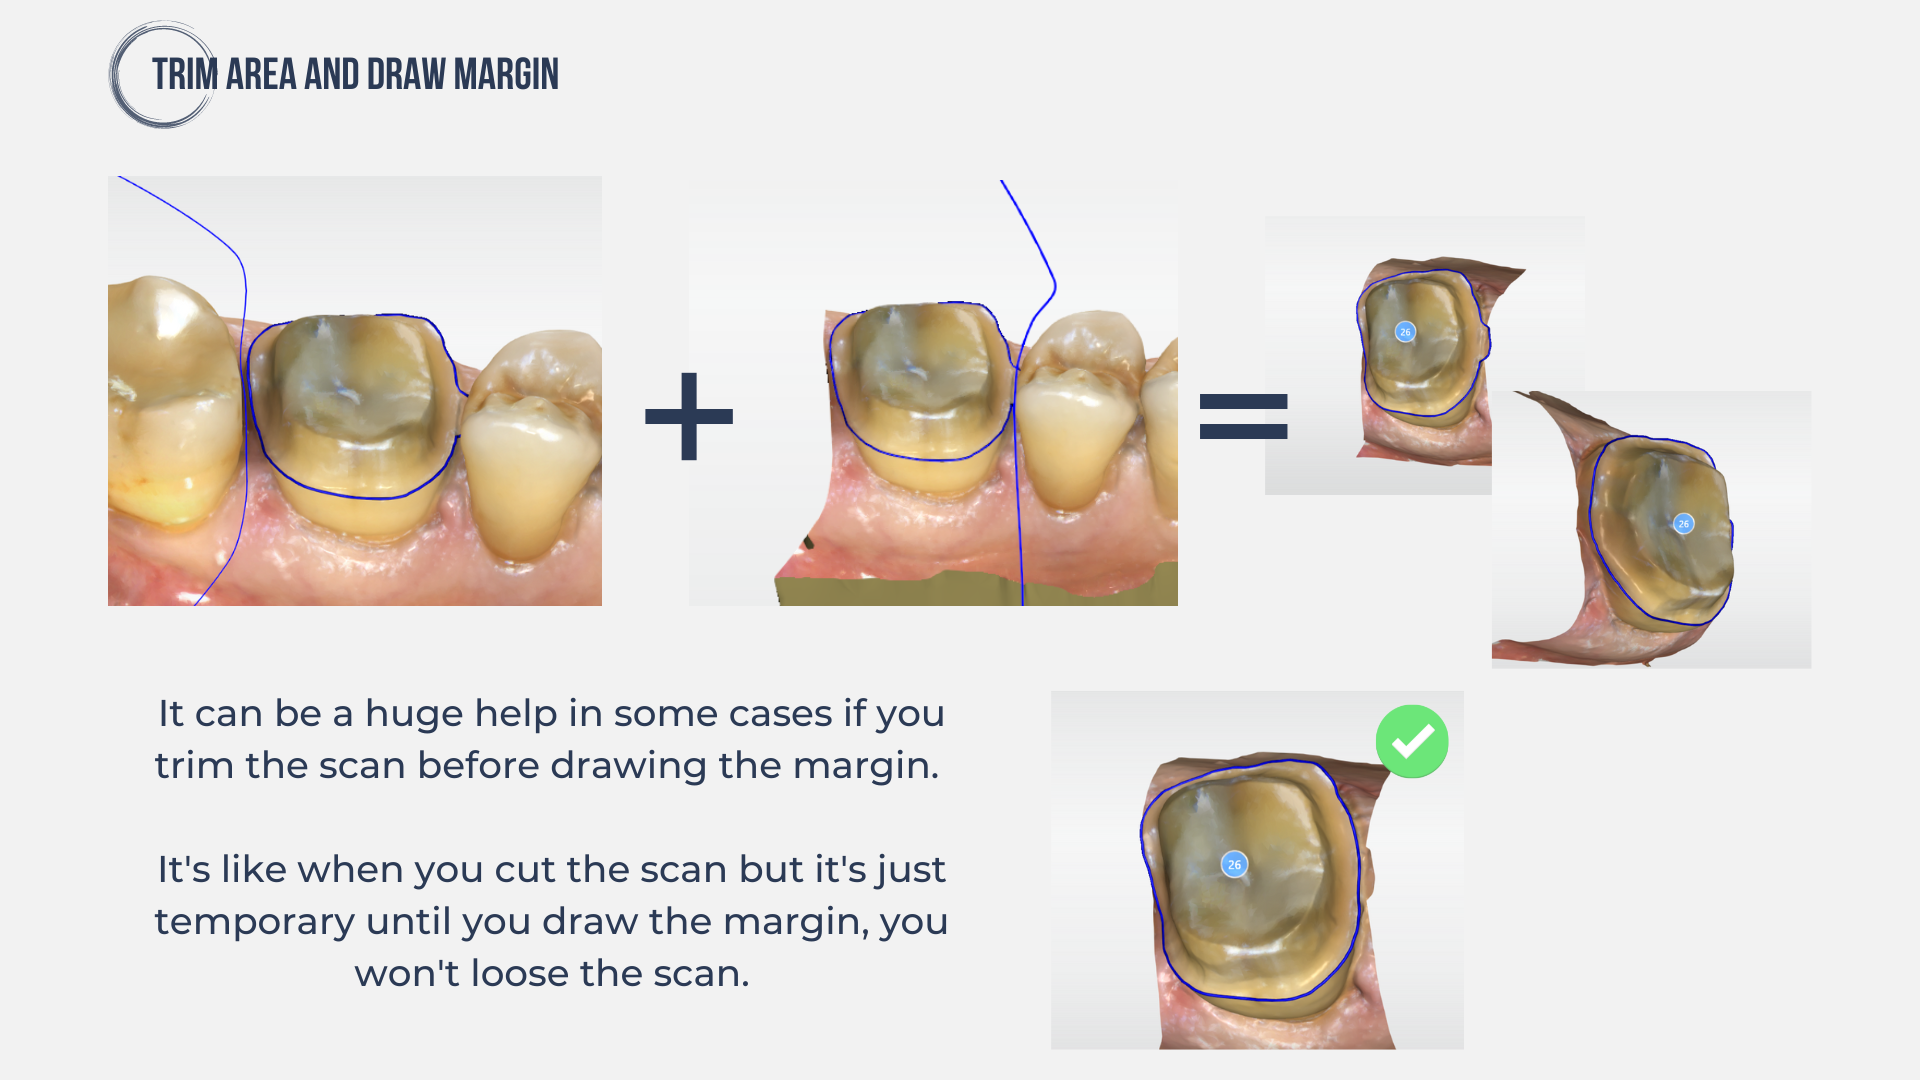 TRIM AREA AND DRAW MARGIN
26
26
It can be a huge help in some cases if you
trim the scan before drawing the margin.
It's like when you cut the scan but it's just
temporary until you draw the margin, you
won't loose the scan.
26